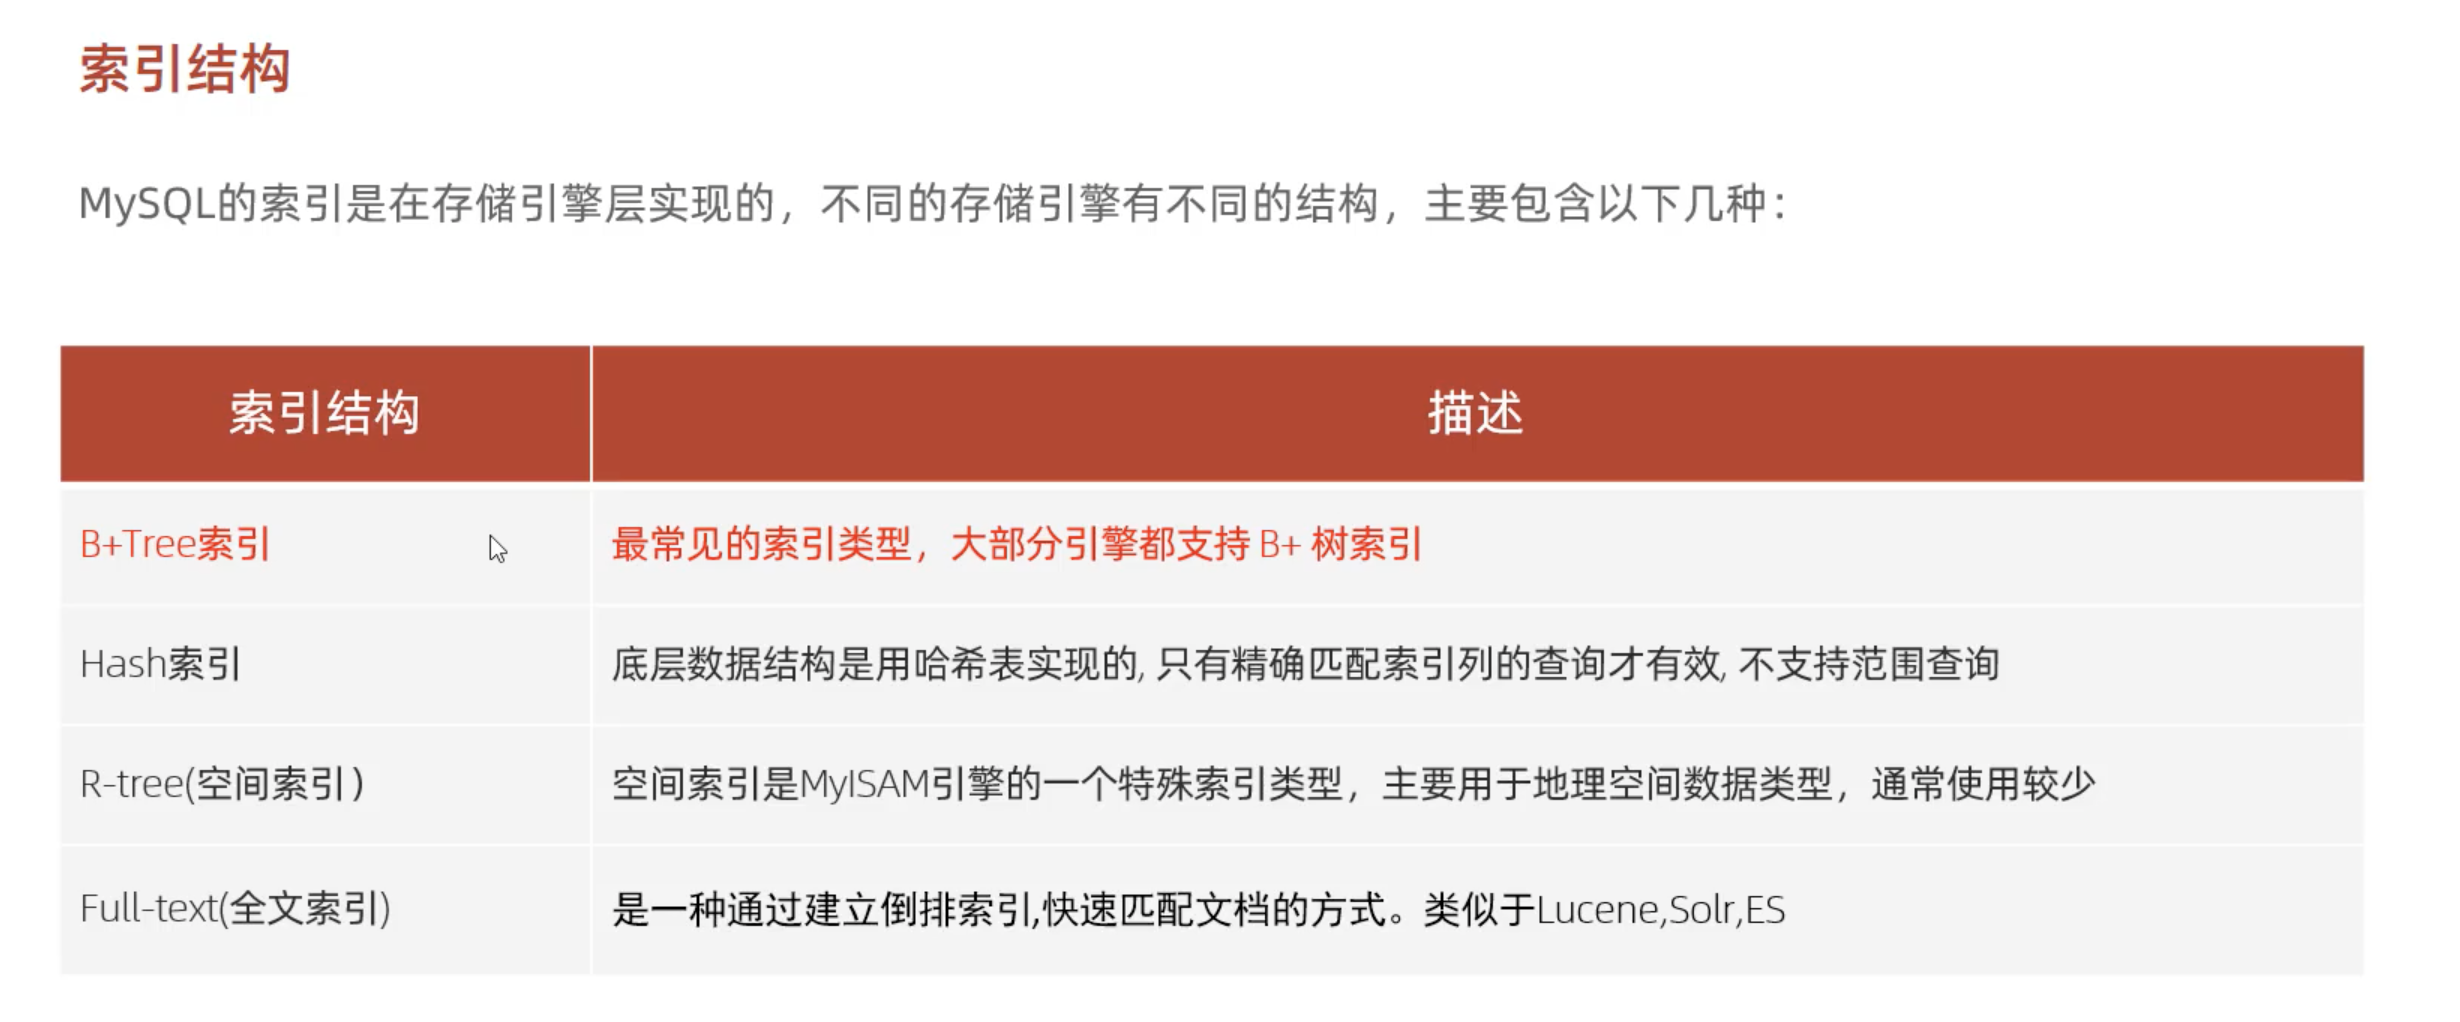 索引结构
MySQL的索引是在存储引擎层实现的，不同的存储引擎有不同的结构，主要包含以下几种：
索引结构 描述
B+Tree索引 最常见的索引类型，大部分引擎都支持 B+ 树索引
Hash索引 底层数据结构是用哈希表实现的, 只有精确匹配索引列的查询才有效, 不支持范围查询
R-tree(空间索引） 空间索引是MyISAM引擎的一个特殊索引类型，主要用于地理空间数据类型，通常使用较少
Full-text(全文索引) 是一种通过建立倒排索引,快速匹配文档的方式。类似于Lucene,Solr,ES